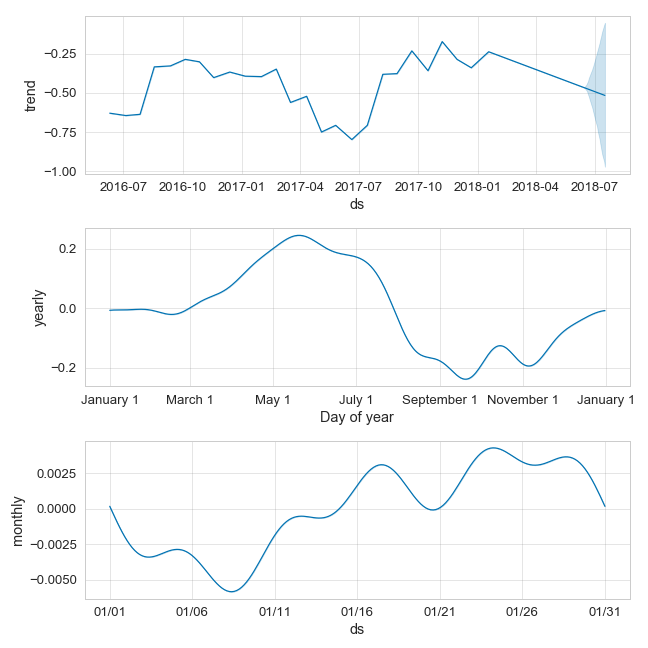 −0.25
−0.50
−0.75
−1.00
trend
2016-07 2016-10 2017-01 2017-04 2017-07 2017-10 2018-01 2018-04 2018-07
ds
0.2
0.0
−0.2
yearly
January 1 March 1 May 1 July 1 September 1 November 1 January 1
Day of year
0.0025
0.0000
−0.0025
−0.0050
monthly
01/01 01/06 01/11 01/16 01/21 01/26 01/31
ds